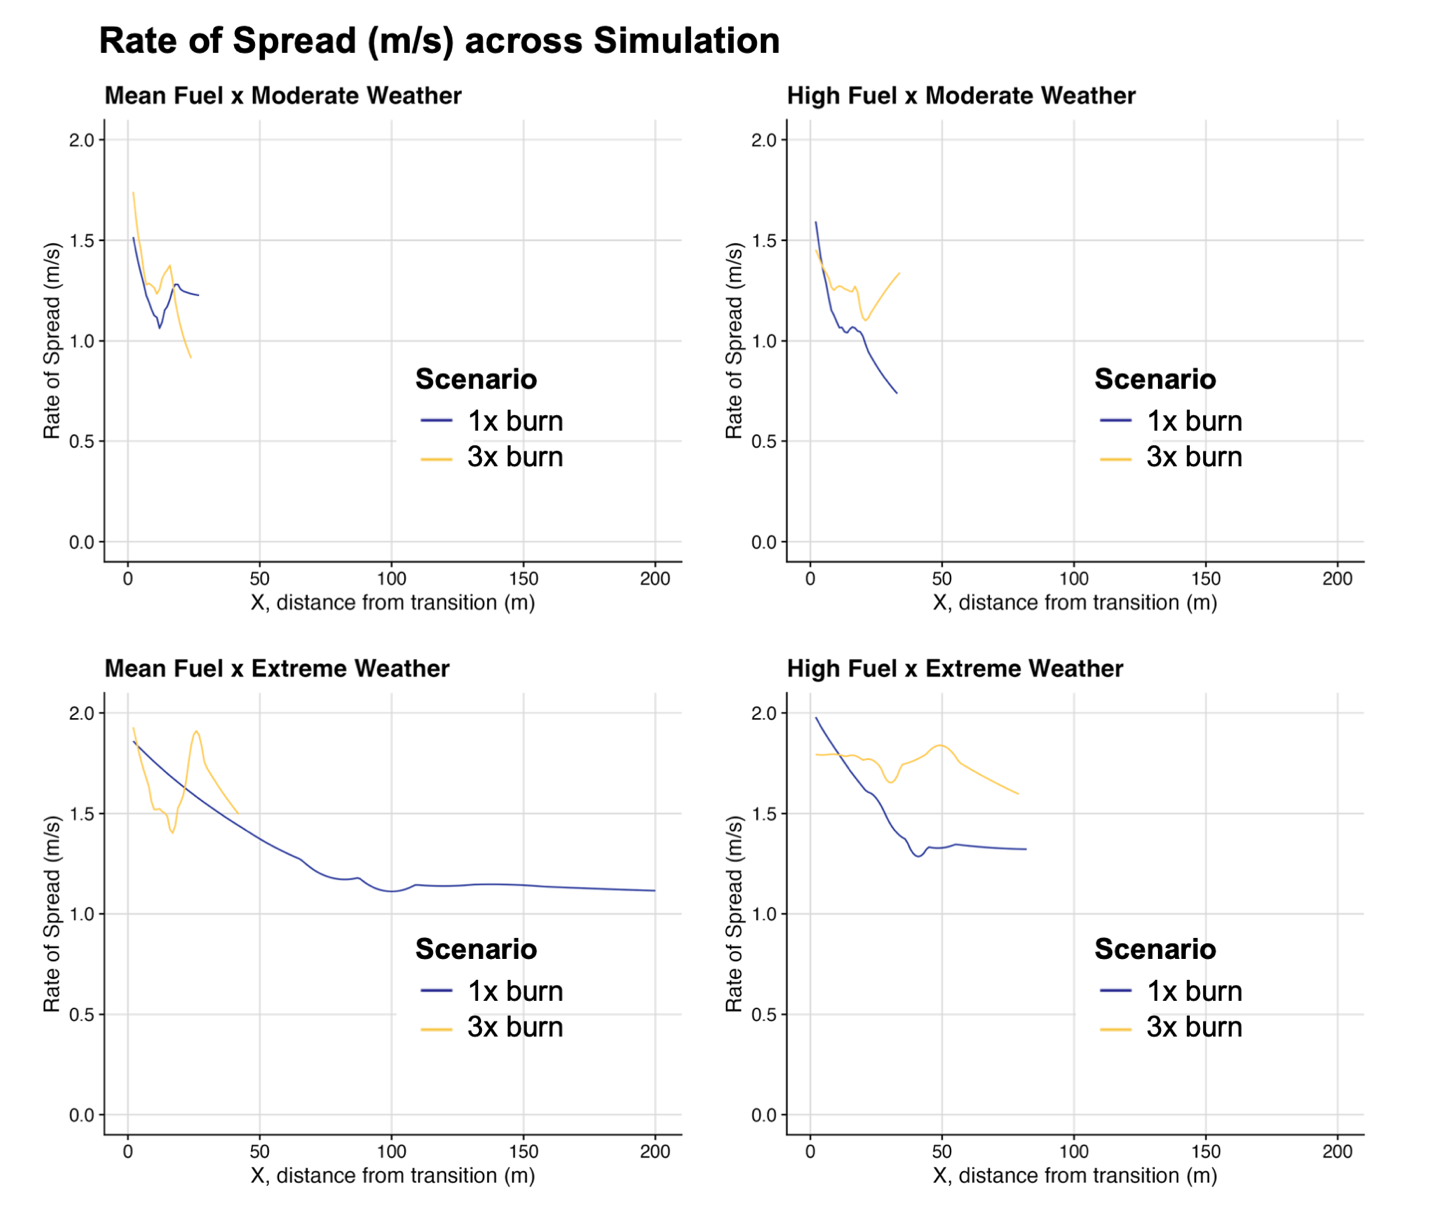 Rate of Spread (m/s) across Simulation
Mean Fuel x Moderate Weather
2.0
1.5
1.0
0.5
0.0
Rate of Spread (m/s)
Scenario
1x burn
3x burn
0 50 100 150 200
X, distance from transition (m)
High Fuel x Moderate Weather
2.0
1.5
1.0
0.5
0.0
Rate of Spread (m/s)
Scenario
1x burn
3x burn
0 50 100 150 200
X, distance from transition (m)
Mean Fuel x Extreme Weather
2.0
1.5
1.0
0.5
0.0
Rate of Spread (m/s)
Scenario
1x burn
3x burn
0 50 100 150 200
X, distance from transition (m)
High Fuel x Extreme Weather
2.0
1.5
1.0
0.5
0.0
Rate of Spread (m/s)
Scenario
1x burn
3x burn
0 50 100 150 200
X, distance from transition (m)